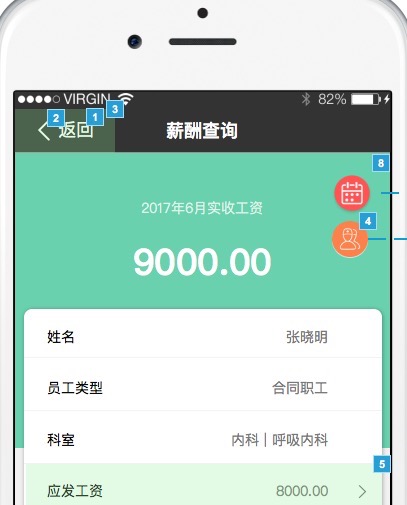 VIRGIN 82%
2 1 3
返回 薪酬查询
8
2017年6月实收工资
4
9000.00
姓名 张晓明
员工类型 合同职工
科室 内科 | 呼吸内科
5
应发工资 8000.00